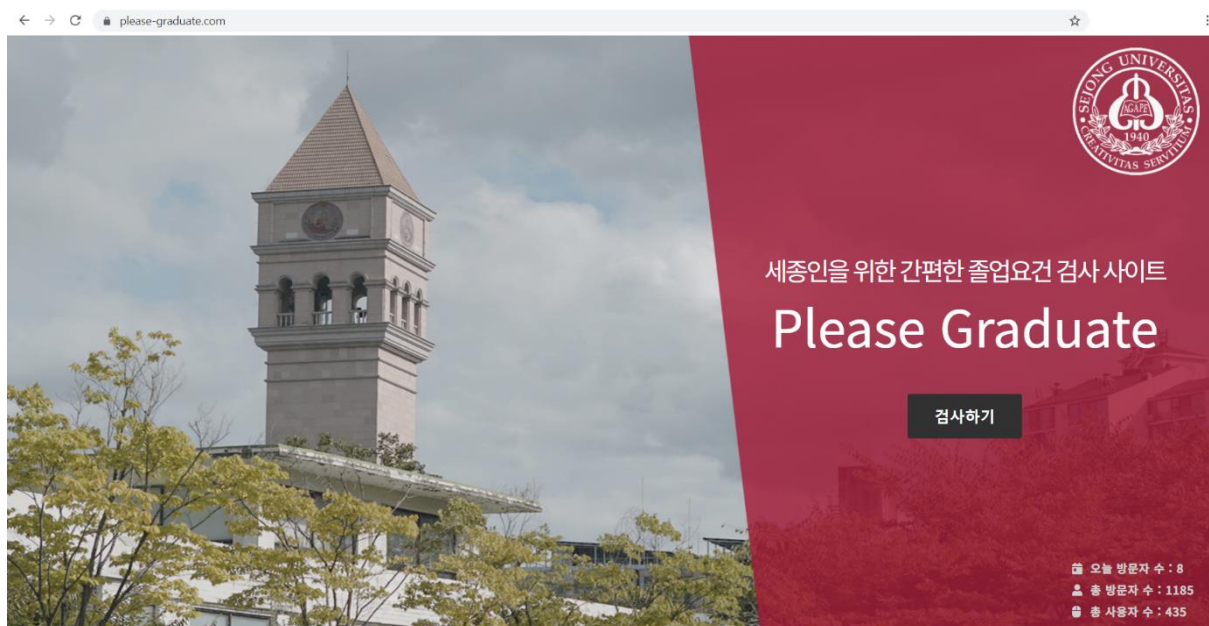 please-graduate.com
SEJONG UNIVERSITAS
AGAPE
1940
CREATIVITAS SERVITIUM
세종인을 위한 간편한 졸업요건 검사 사이트
Please Graduate
검사하기
오늘 방문자 수 : 8
총 방문자 수 : 1185
총 사용자 수 : 435